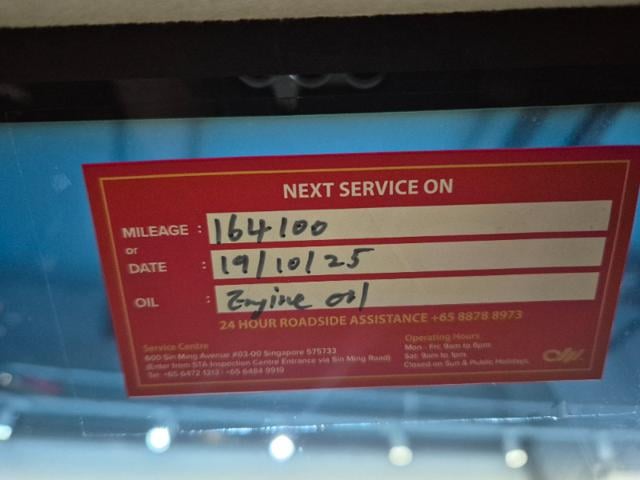 NEXT SERVICE ON
MILEAGE : 164100
or
DATE : 19/10/25
OIL : Engine oil
24 HOUR ROADSIDE ASSISTANCE +65 8878 8973
Service Centre
600 Sin Ming Avenue #03-00 Singapore 575733
(Enter from STA Inspection Centre Entrance via Sin Ming Road)
Tel: +65 6472 1313 | +65 6484 9919
Operating Hours
Mon - Fri: 9am to 6pm
Sat: 9am to 1pm
Closed on Sun & Public Holidays.